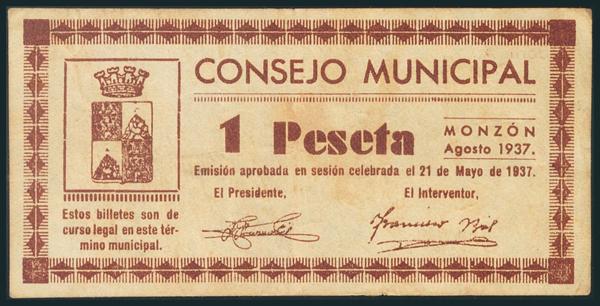 CONSEJO MUNICIPAL
1 Peseta
MONZÓN
Agosto 1937.
Emisión aprobada en sesión celebrada el 21 de Mayo de 1937.
El Presidente,
El Interventor,
Estos billetes son de
curso legal en este tér-
mino municipal.
Francisco